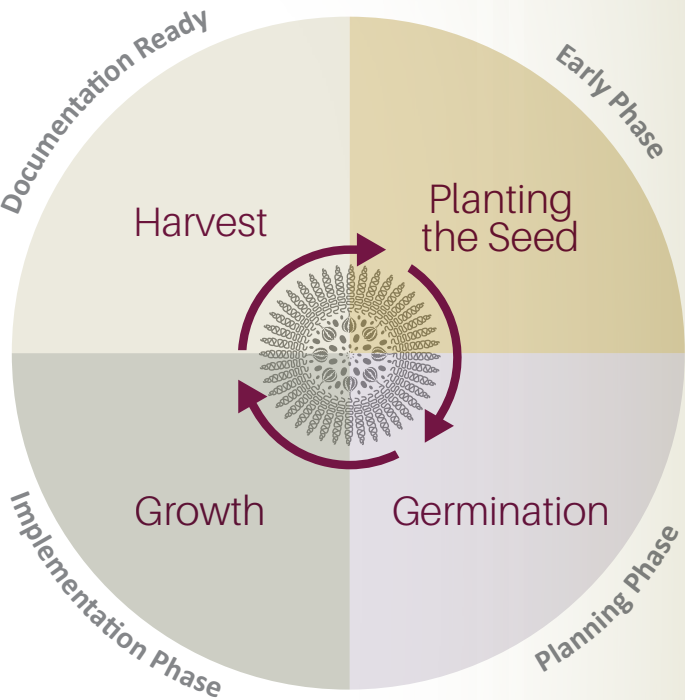 Documentation Ready
Early Phase
Harvest
Planting
the Seed
Growth
Germination
Implementation Phase
Planning Phase